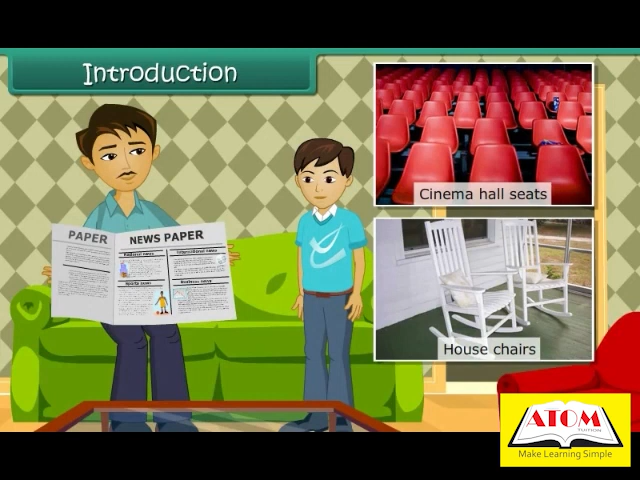 Introduction
Cinema hall seats
PAPER
NEWS PAPER
House chairs
ATOM
TUITION
Make Learning Simple